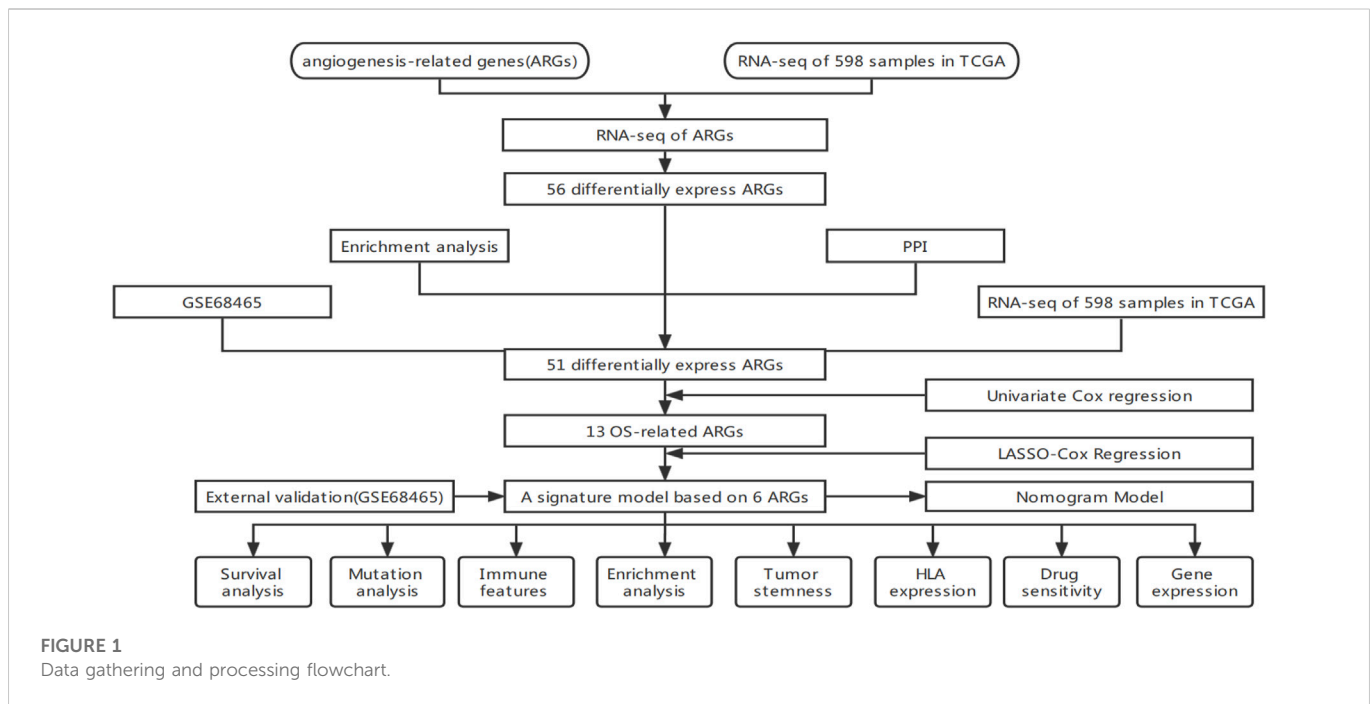 angiogenesis-related genes(ARGs)
RNA-seq of 598 samples in TCGA
RNA-seq of ARGs
56 differentially express ARGs
Enrichment analysis
PPI
GSE68465
RNA-seq of 598 samples in TCGA
51 differentially express ARGs
Univariate Cox regression
13 OS-related ARGs
LASSO-Cox Regression
External validation(GSE68465)
A signature model based on 6 ARGs
Nomogram Model
Survival
analysis
Mutation
analysis
Immune
features
Enrichment
analysis
Tumor
stemness
HLA
expression
Drug
sensitivity
Gene
expression
FIGURE 1
Data gathering and processing flowchart.